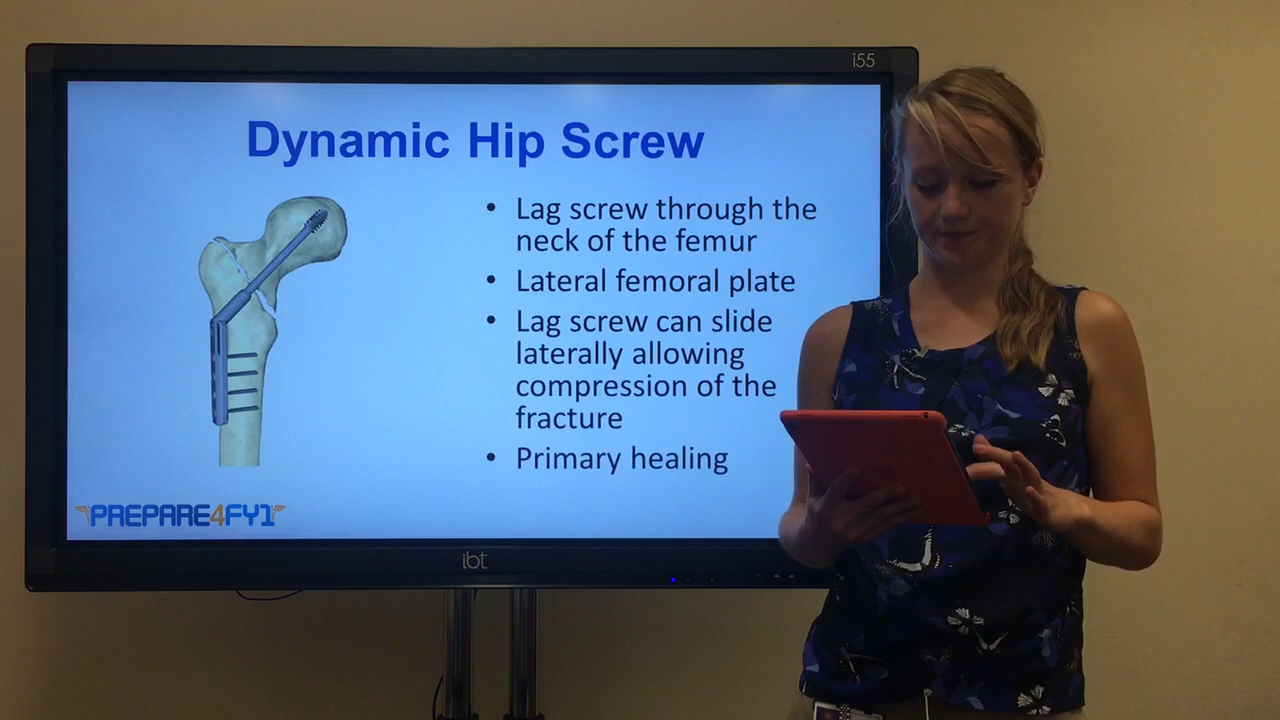 i55
Dynamic Hip Screw
• Lag screw through the
neck of the femur
• Lateral femoral plate
• Lag screw can slide
laterally allowing
compression of the
fracture
• Primary healing
PREPARE4FY1
ibt